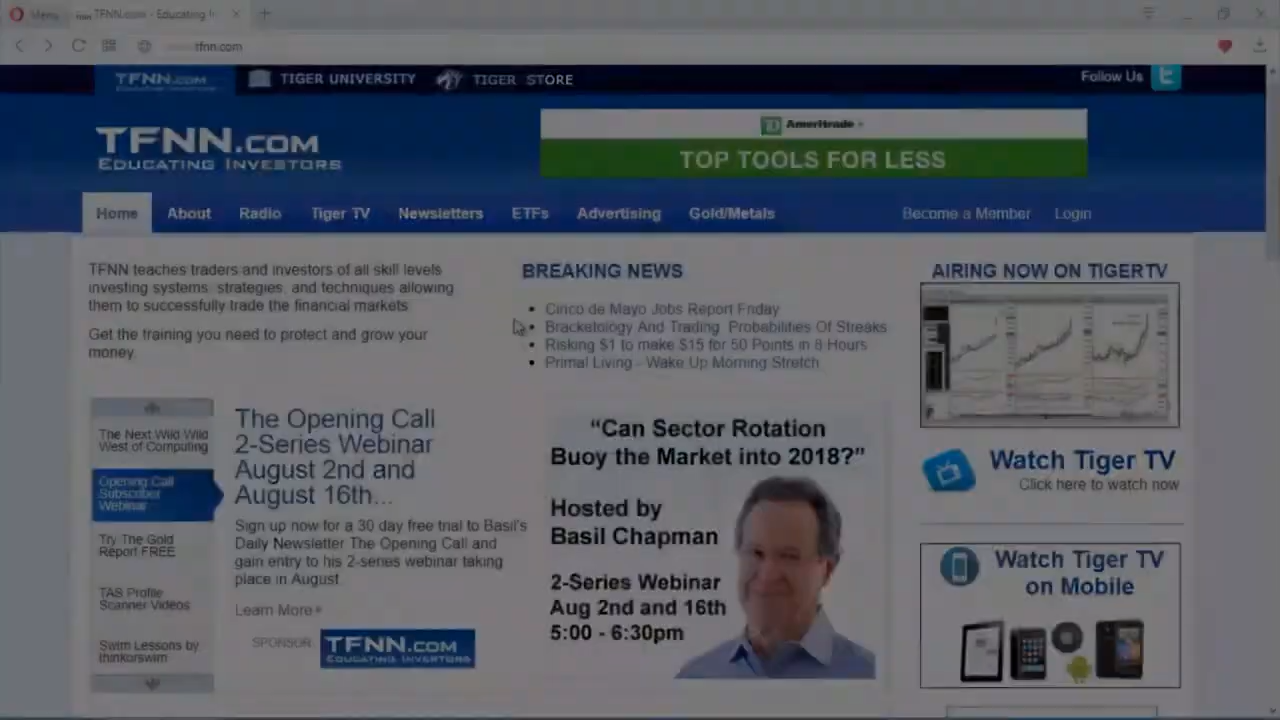 Menu
TFNN.com - Educating I
tfnn.com
TFNN.COM
EDUCATING INVESTORS
TIGER UNIVERSITY
TIGER STORE
Follow Us
TFNN.COM
EDUCATING INVESTORS
Ameritrade
TOP TOOLS FOR LESS
Home
About
Radio
Tiger TV
Newsletters
ETFs
Advertising
Gold/Metals
Become a Member
Login
TFNN teaches traders and investors of all skill levels
investing systems, strategies, and techniques allowing
them to successfully trade the financial markets
Get the training you need to protect and grow your
money.
BREAKING NEWS
Cinco de Mayo Jobs Report Friday
Bracketology And Trading Probabilities Of Streaks
Risking $1 to make $15 for 50 Points in 8 Hours
Primal Living - Wake Up Morning Stretch
AIRING NOW ON TIGERTV
The Next Wild Wild
West of Computing
Opening Call
Subscriber
Webinar
Try The Gold
Report FREE
TAS Profile
Scanner Videos
Swim Lessons by
thinkorswim
The Opening Call
2-Series Webinar
August 2nd and
August 16th...
Sign up now for a 30 day free trial to Basil's
Daily Newsletter The Opening Call and
gain entry to his 2-series webinar taking
place in August
Learn More
SPONSOR:
TFNN.COM
EDUCATING INVESTORS
“Can Sector Rotation
Buoy the Market into 2018?”
Hosted by
Basil Chapman
2-Series Webinar
Aug 2nd and 16th
5:00 - 6:30pm
Watch Tiger TV
Click here to watch now
Watch Tiger TV
on Mobile